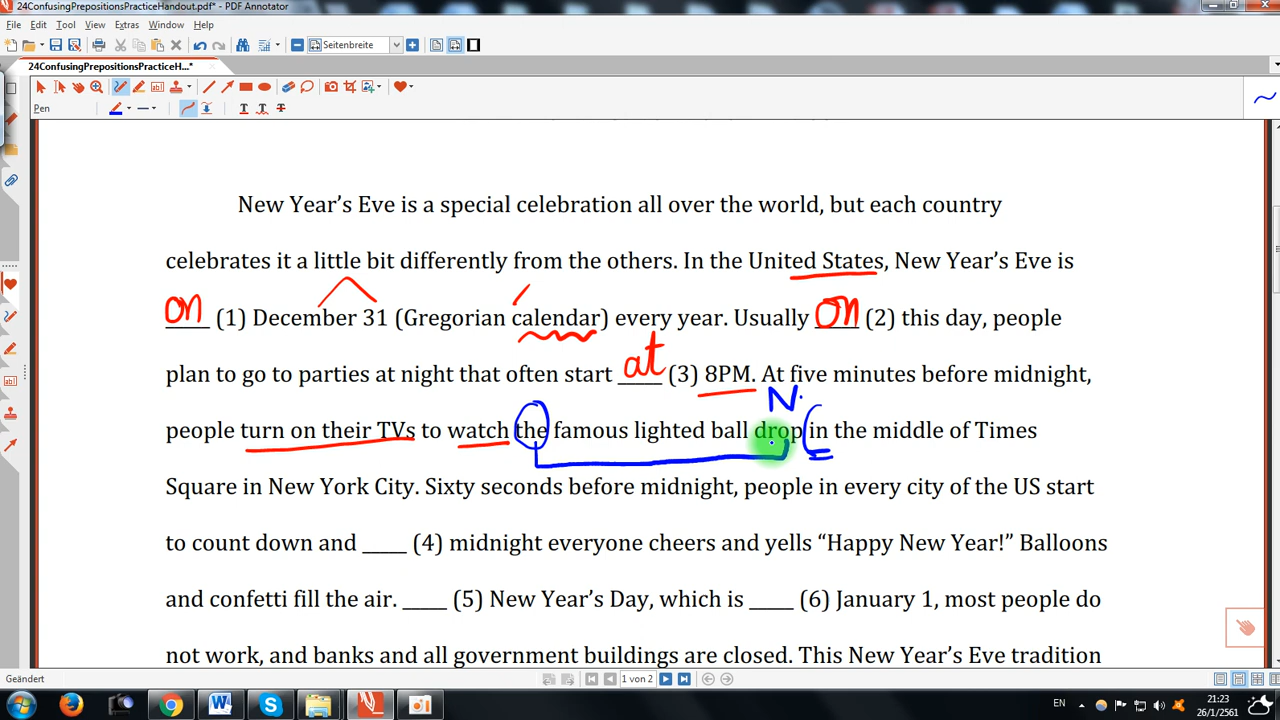 24ConfusingPrepositionsPracticeHandout.pdf* - PDF Annotator
File Edit Tool View Extras Window Help
Seitenbreite
24ConfusingPrepositionsPracticeH...*
Pen
New Year’s Eve is a special celebration all over the world, but each country
celebrates it a little bit differently from the others. In the United States, New Year’s Eve is
on (1) December 31 (Gregorian calendar) every year. Usually on (2) this day, people
plan to go to parties at night that often start at (3) 8PM. At five minutes before midnight,
N.
people turn on their TVs to watch the famous lighted ball drop in the middle of Times
Square in New York City. Sixty seconds before midnight, people in every city of the US start
to count down and _____ (4) midnight everyone cheers and yells “Happy New Year!” Balloons
and confetti fill the air. _____ (5) New Year’s Day, which is _____ (6) January 1, most people do
not work, and banks and all government buildings are closed. This New Year’s Eve tradition
Geändert
1 von 2
EN
21:23
26/1/2561